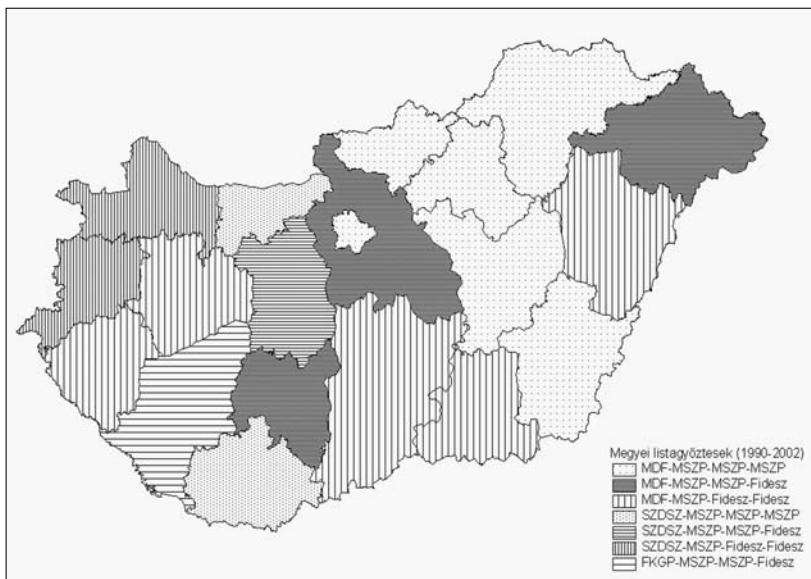 Megyei listagyőztesek (1990-2002)
MDF-MSZP-MSZP-MSZP
MDF-MSZP-MSZP-Fidesz
MDF-MSZP-Fidesz-Fidesz
SZDSZ-MSZP-MSZP-MSZP
SZDSZ-MSZP-MSZP-Fidesz
SZDSZ-MSZP-Fidesz-Fidesz
FKGP-MSZP-MSZP-Fidesz